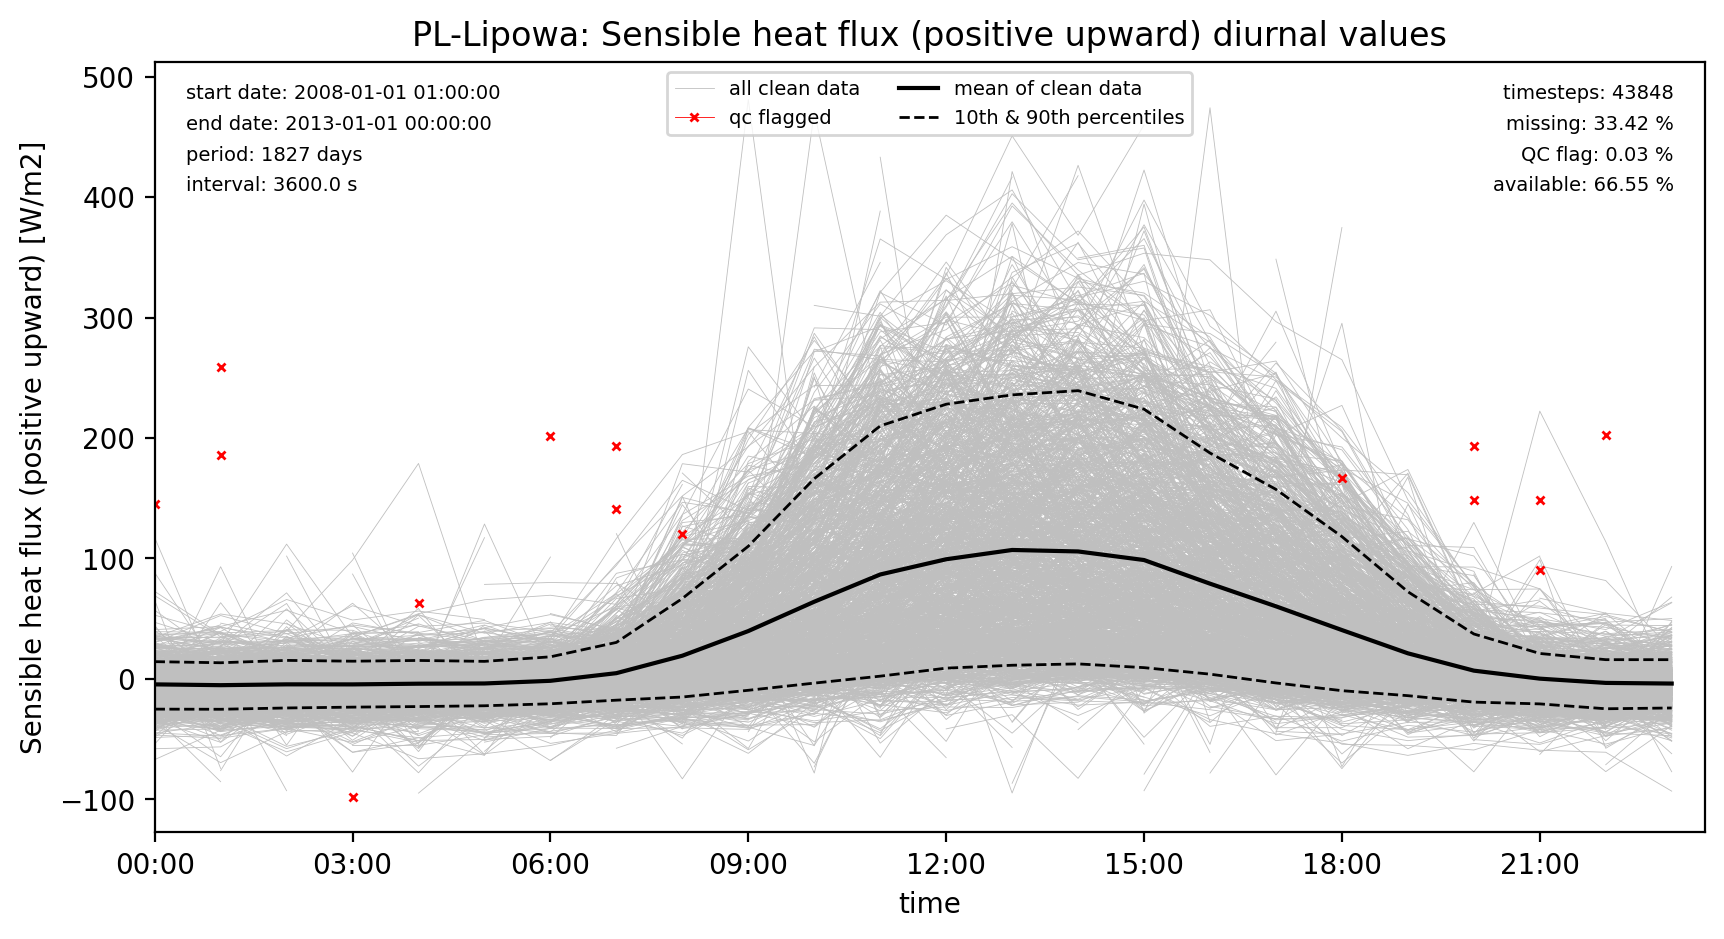 PL-Lipowa: Sensible heat flux (positive upward) diurnal values
start date: 2008-01-01 01:00:00
end date: 2013-01-01 00:00:00
period: 1827 days
interval: 3600.0 s
all clean data
qc flagged
mean of clean data
10th & 90th percentiles
timesteps: 43848
missing: 33.42 %
QC flag: 0.03 %
available: 66.55 %
Sensible heat flux (positive upward) [W/m2]
500
400
300
200
100
0
−100
00:00 03:00 06:00 09:00 12:00 15:00 18:00 21:00
time